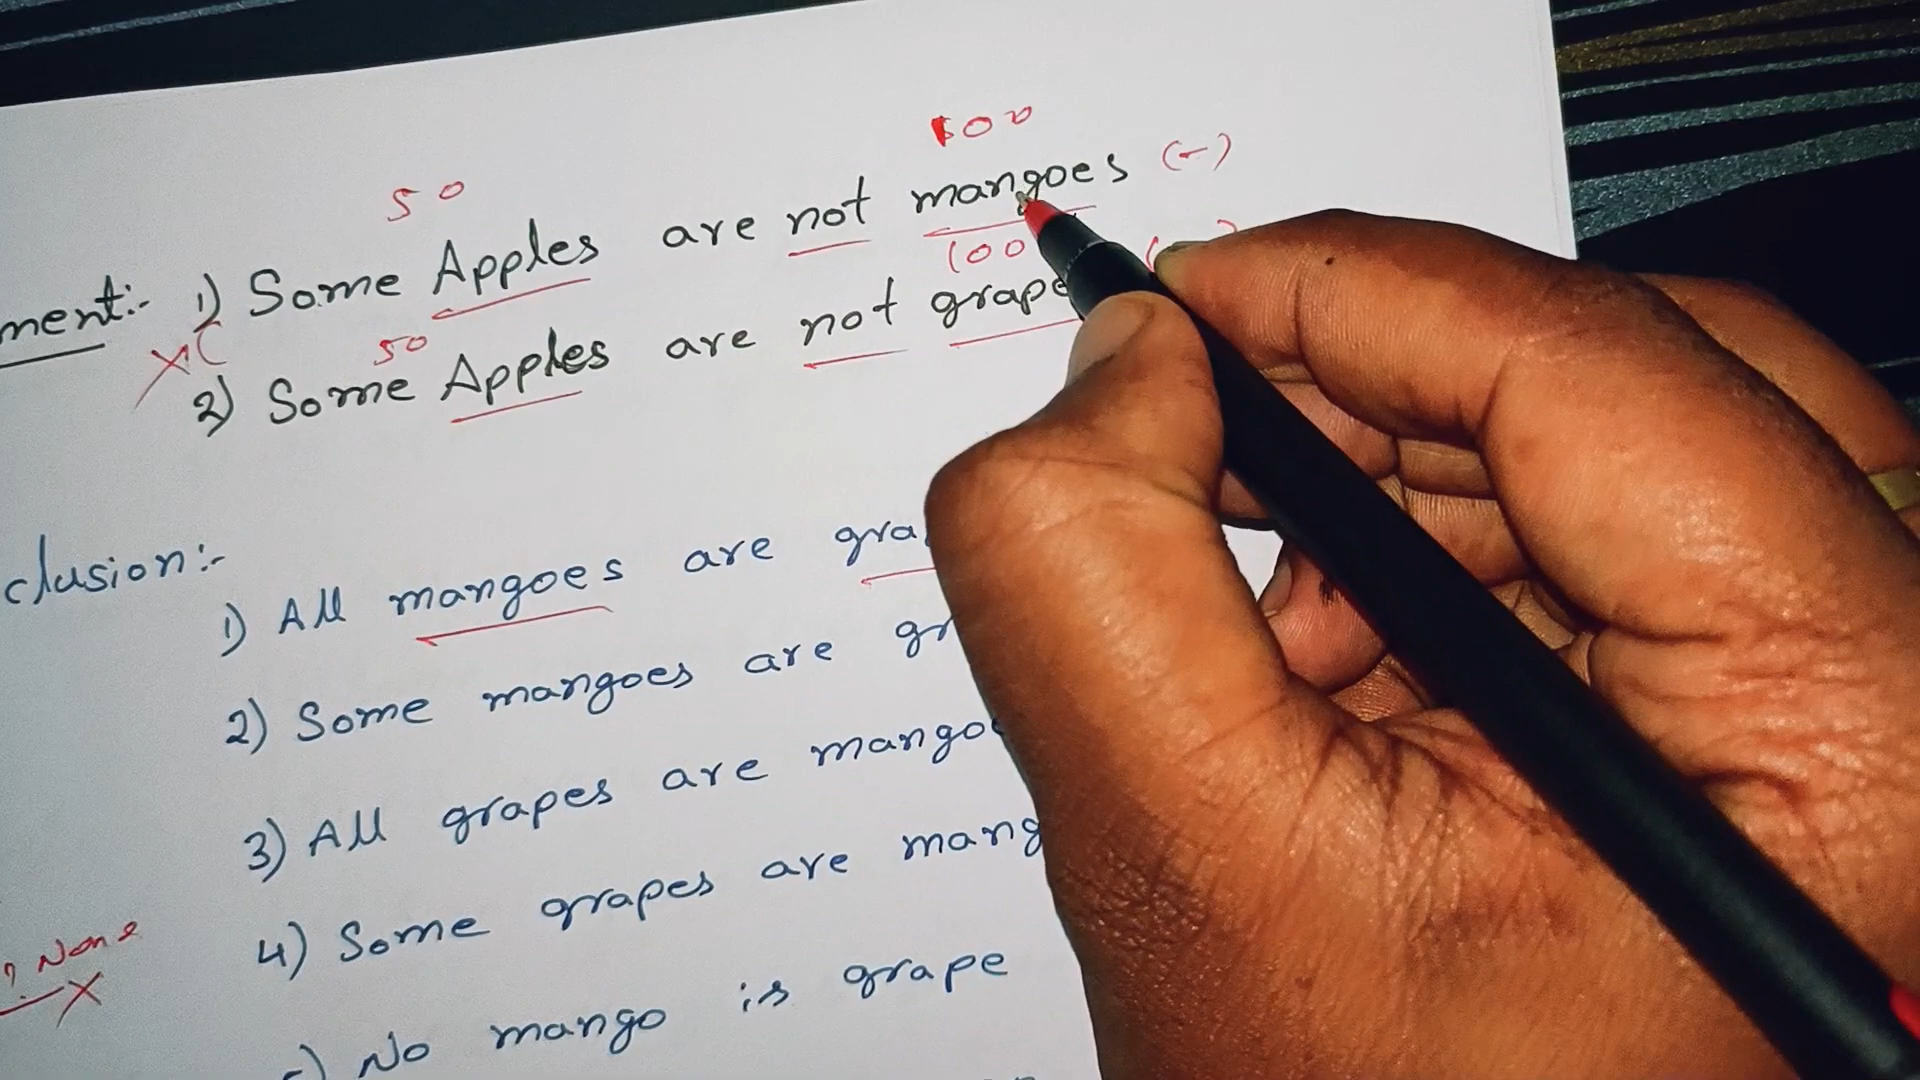 100
50
ment:- 1) Some Apples are not mangoes (-)
100
50
2) Some Apples are not grape
clusion:-
1) All mangoes are gra
2) Some mangoes are gr
3) All grapes are mangoe
4) Some grapes are mang
None
) No mango is grape